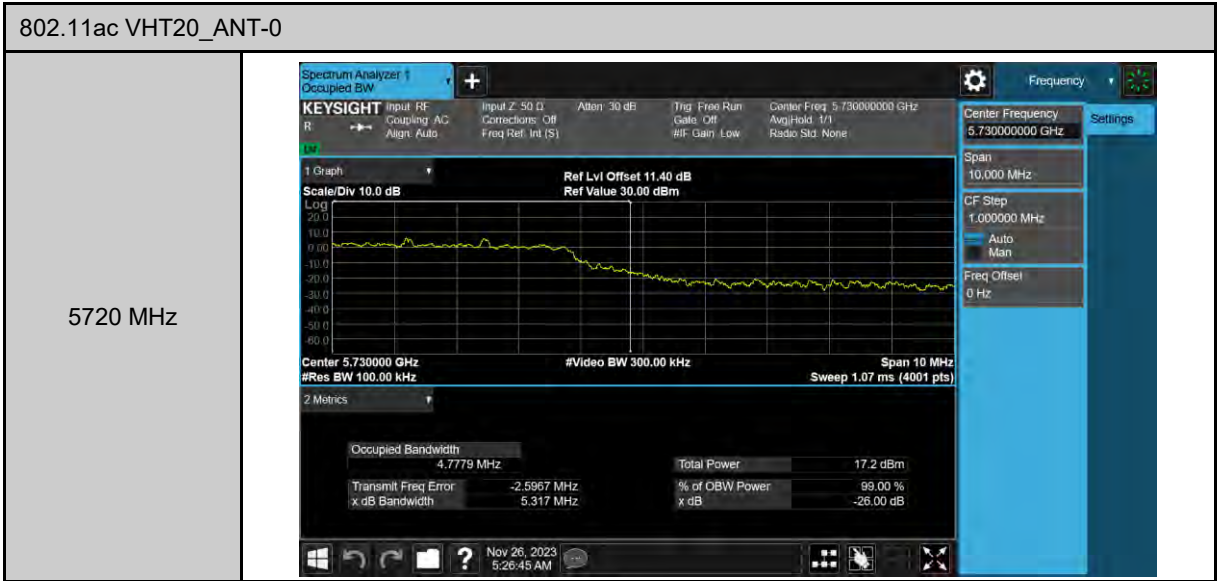 802.11ac VHT20_ANT-0
5720 MHz
Spectrum Analyzer 1
Occupied BW
Frequency
KEYSIGHT
R
Input: RF
Coupling: AC
Align: Auto
Input Z: 50 Ω
Corrections: Off
Freq Ref: Int (S)
Atten: 30 dB
Trig: Free Run
Gate: Off
#IF Gain: Low
Center Freq: 5.730000000 GHz
Avg|Hold: 1/1
Radio Std: None
Center Frequency
5.730000000 GHz
Settings
Span
10.000 MHz
CF Step
1.000000 MHz
Auto
Man
Freq Offset
0 Hz
1 Graph
Scale/Div 10.0 dB
Ref Lvl Offset 11.40 dB
Ref Value 30.00 dBm
Log
20.0
10.0
0.00
-10.0
-20.0
-30.0
-40.0
-50.0
-60.0
Center 5.730000 GHz
#Res BW 100.00 kHz
#Video BW 300.00 kHz
Span 10 MHz
Sweep 1.07 ms (4001 pts)
2 Metrics
Occupied Bandwidth
4.7779 MHz
Total Power 17.2 dBm
Transmit Freq Error -2.5967 MHz
% of OBW Power 99.00 %
x dB Bandwidth 5.317 MHz
x dB -26.00 dB
?
Nov 26, 2023
5:26:45 AM